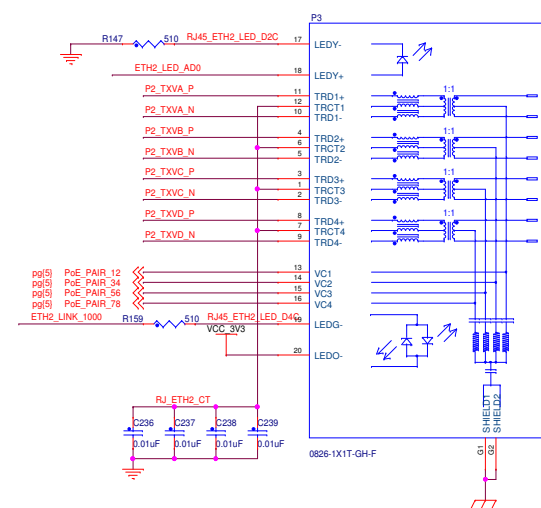 P3
R147 510 RJ45_ETH2_LED_D2C 17 LEDY-
ETH2_LED_AD0 18 LEDY+
P2_TXVA_P 11 TRD1+ 1:1
12 TRCT1
P2_TXVA_N 10 TRD1-
P2_TXVB_P 4 TRD2+ 1:1
6 TRCT2
P2_TXVB_N 5 TRD2-
P2_TXVC_P 3 TRD3+ 1:1
1 TRCT3
P2_TXVC_N 2 TRD3-
P2_TXVD_P 8 TRD4+ 1:1
7 TRCT4
P2_TXVD_N 9 TRD4-
pg(5) PoE_PAIR_12 13 VC1
pg(5) PoE_PAIR_34 14 VC2
pg(5) PoE_PAIR_56 15 VC3
pg(5) PoE_PAIR_78 16 VC4
ETH2_LINK_1000 R159 510 RJ45_ETH2_LED_D4C 19 LEDG-
VCC_3V3
20 LEDO-
RJ_ETH2_CT
C236 C237 C238 C239
0.01uF 0.01uF 0.01uF 0.01uF
SHIELD1
SHIELD2
G1
G2
0826-1X1T-GH-F